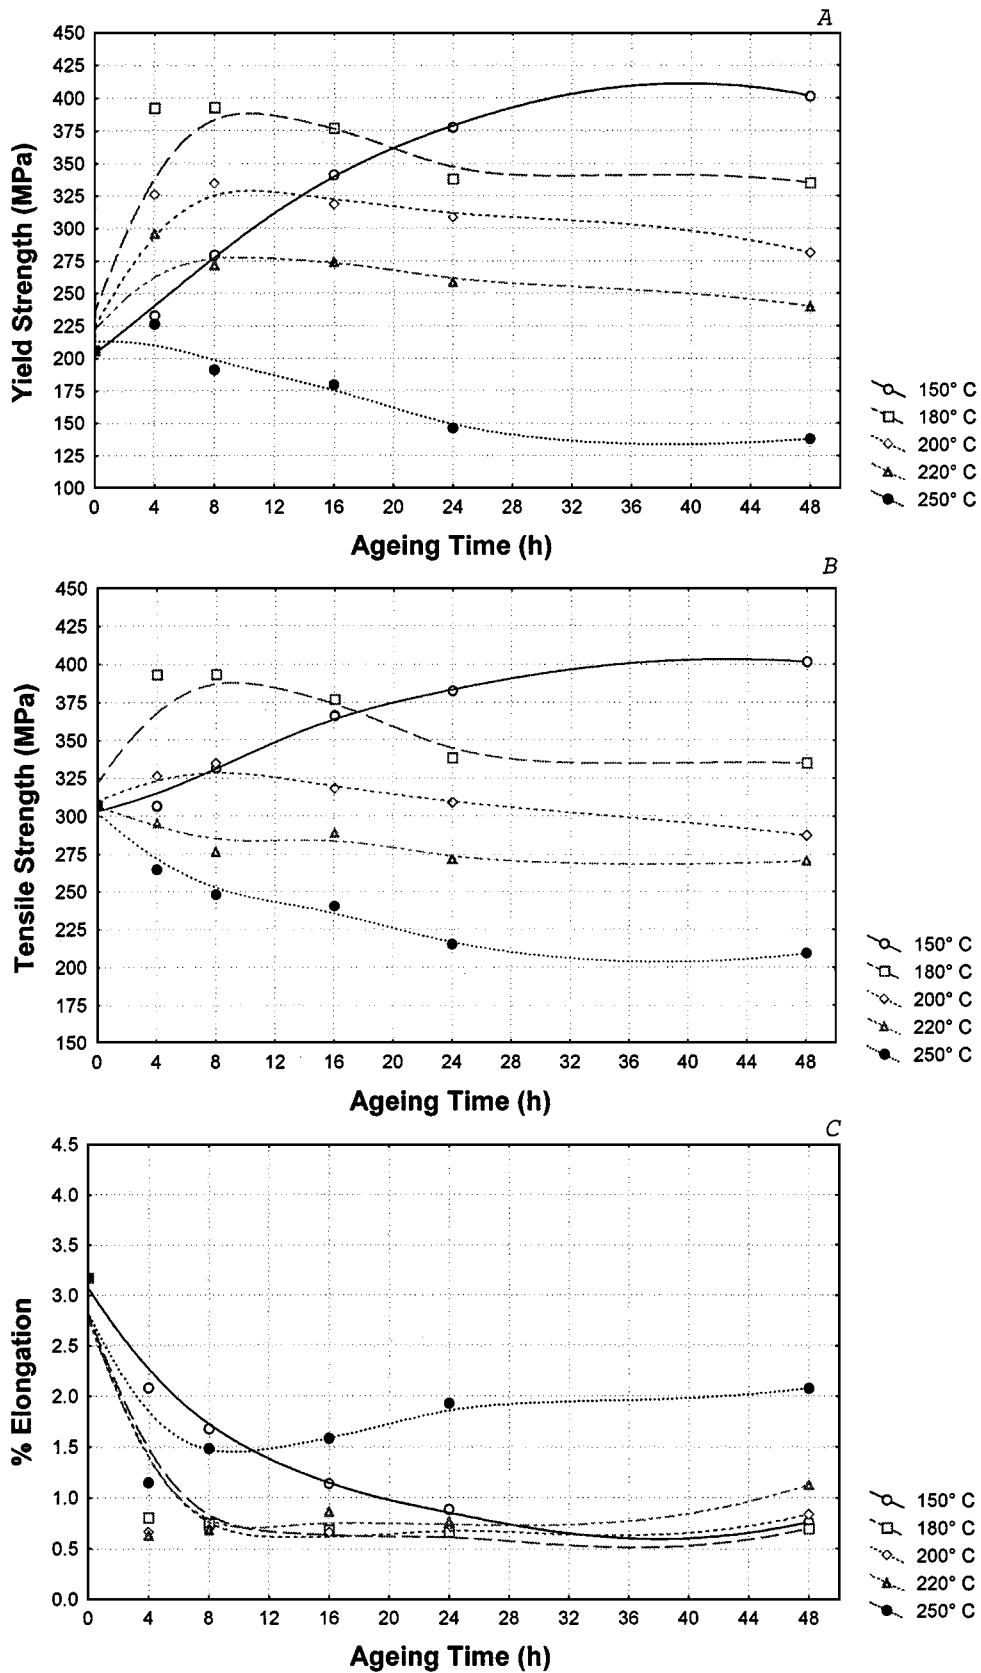 A
450
425
400
375
350
325
300
275
250
225
200
175
150
125
100
Yield Strength (MPa)
0 4 8 12 16 20 24 28 32 36 40 44 48
Ageing Time (h)
150° C
180° C
200° C
220° C
250° C
B
450
425
400
375
350
325
300
275
250
225
200
175
150
Tensile Strength (MPa)
0 4 8 12 16 20 24 28 32 36 40 44 48
Ageing Time (h)
150° C
180° C
200° C
220° C
250° C
C
4.5
4.0
3.5
3.0
2.5
2.0
1.5
1.0
0.5
0.0
% Elongation
0 4 8 12 16 20 24 28 32 36 40 44 48
Ageing Time (h)
150° C
180° C
200° C
220° C
250° C